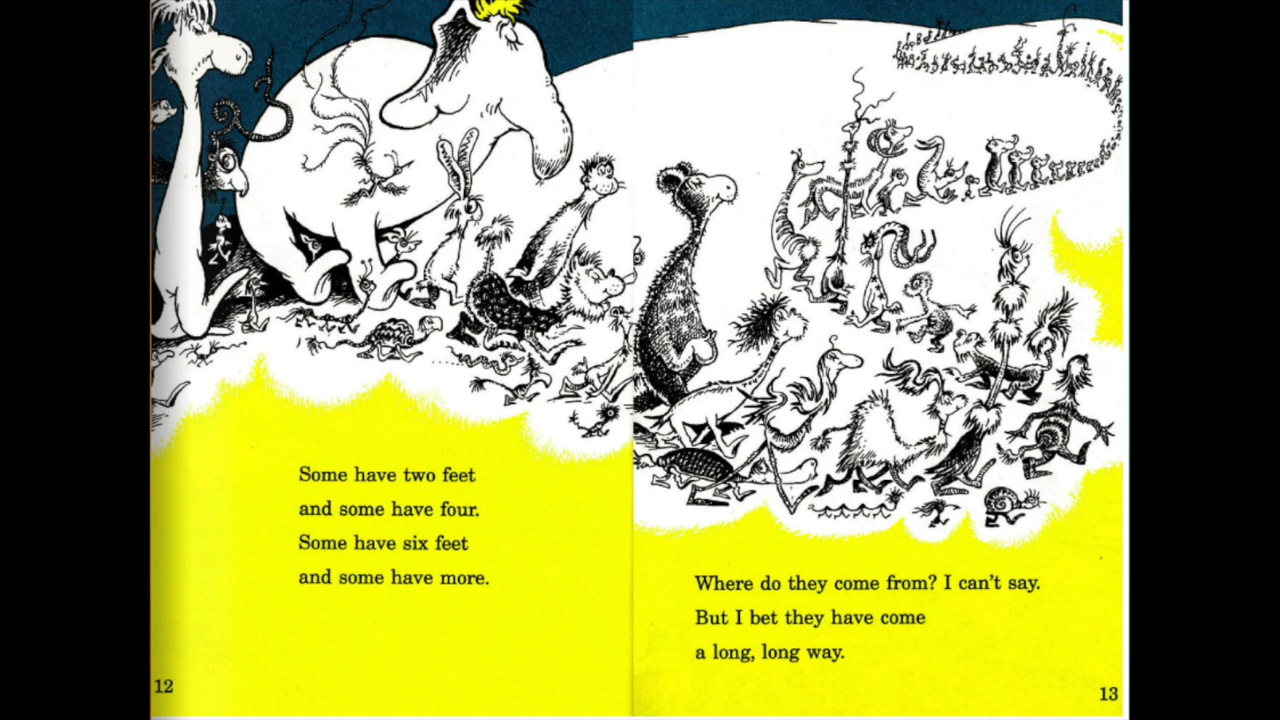 Some have two feet
and some have four.
Some have six feet
and some have more.
12
Where do they come from? I can't say.
But I bet they have come
a long, long way.
13